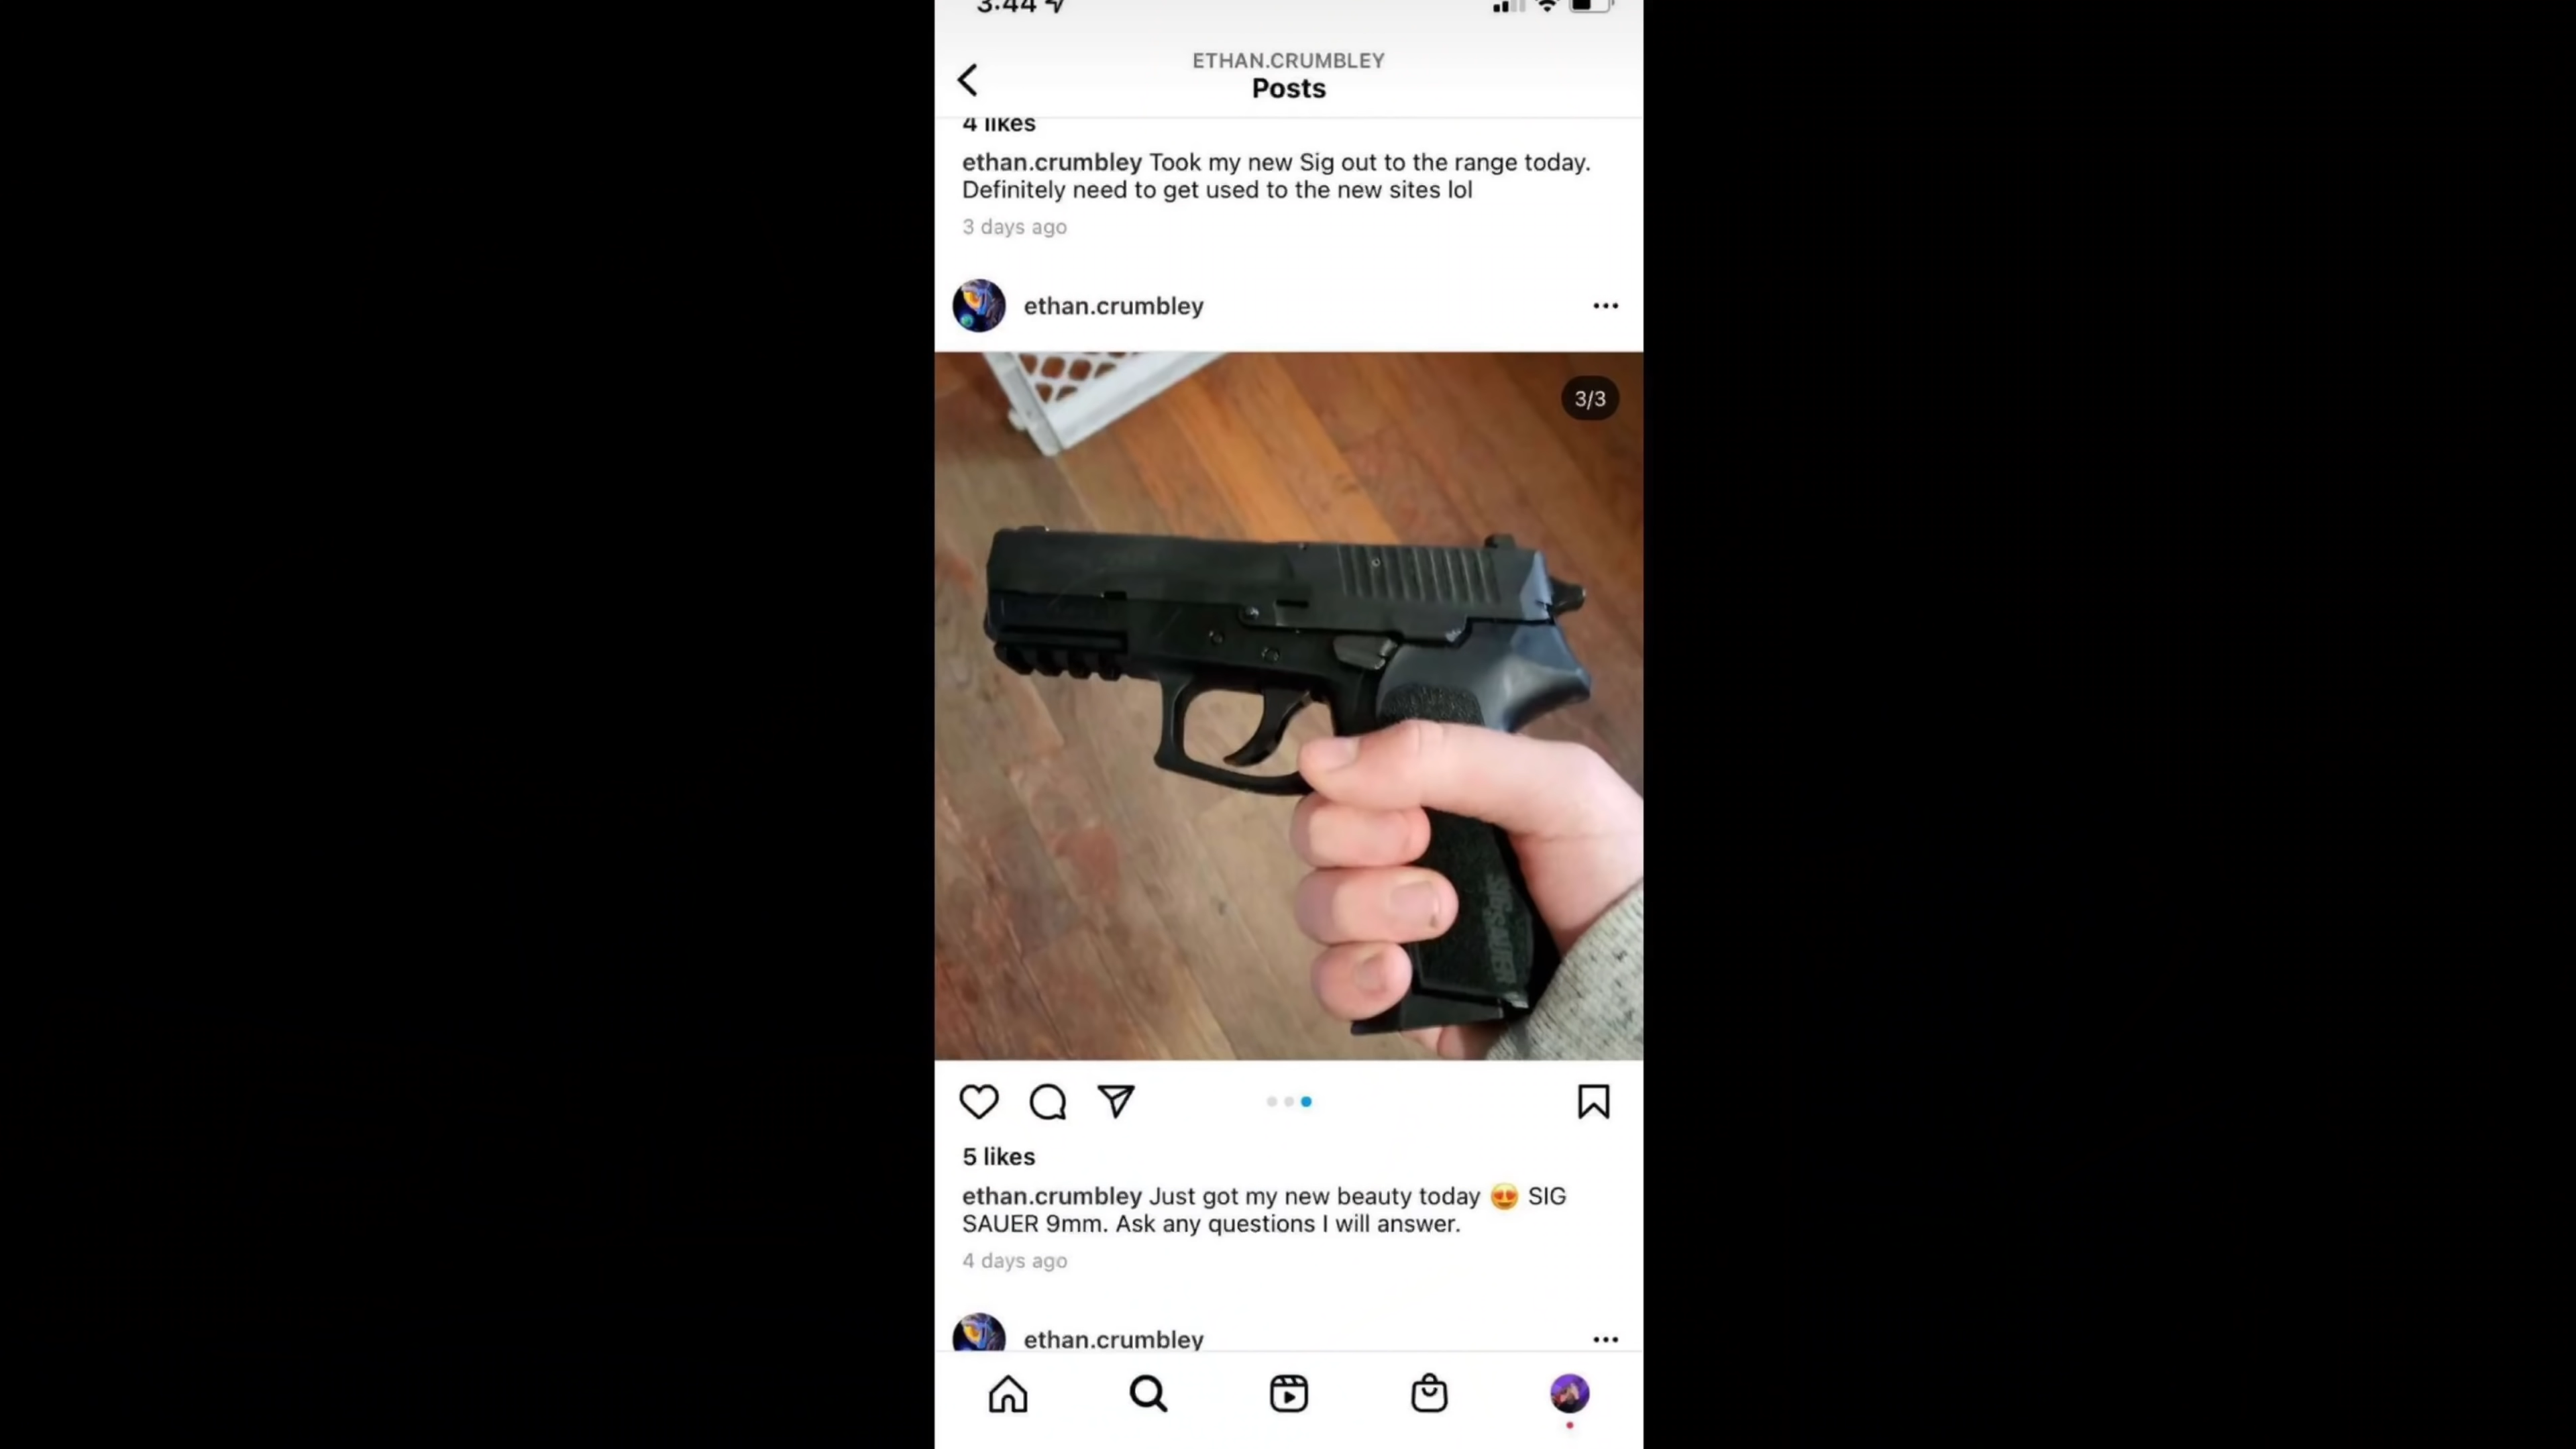 3:44
ETHAN.CRUMBLEY
Posts
4 likes
ethan.crumbley Took my new Sig out to the range today.
Definitely need to get used to the new sites lol
3 days ago
ethan.crumbley
3/3
SIG SAUER
5 likes
ethan.crumbley Just got my new beauty today 😍 SIG
SAUER 9mm. Ask any questions I will answer.
4 days ago
ethan.crumbley